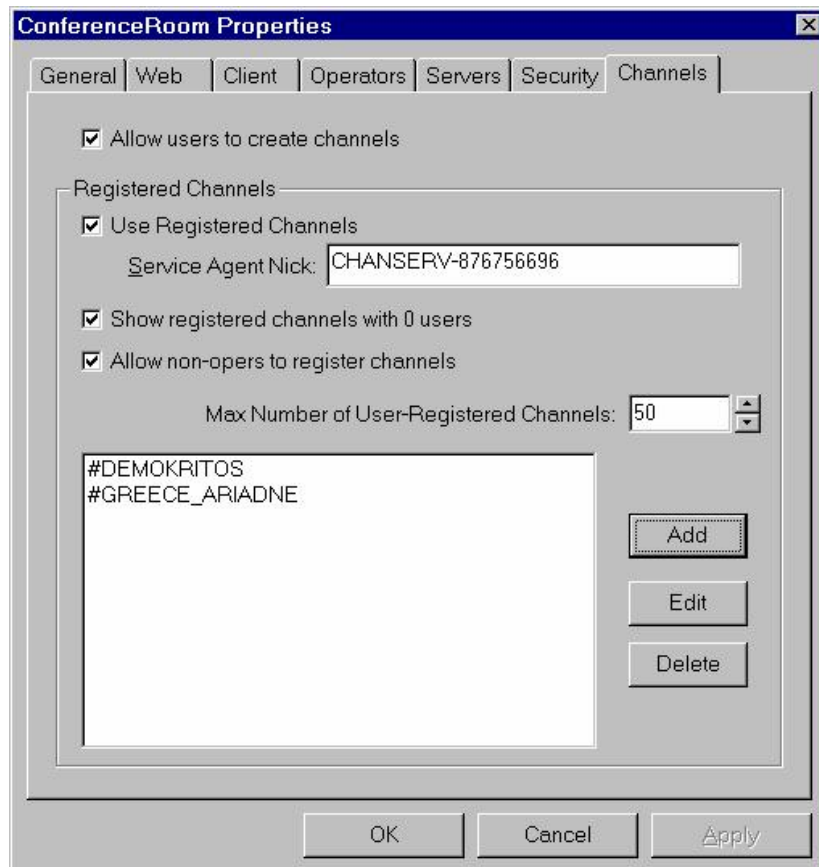 ConferenceRoom Properties
General Web Client Operators Servers Security Channels
Allow users to create channels
Registered Channels
Use Registered Channels
Service Agent Nick: CHANSERV-876756696
Show registered channels with 0 users
Allow non-opers to register channels
Max Number of User-Registered Channels: 50
#DEMOKRITOS
#GREECE_ARIADNE
Add
Edit
Delete
OK Cancel Apply